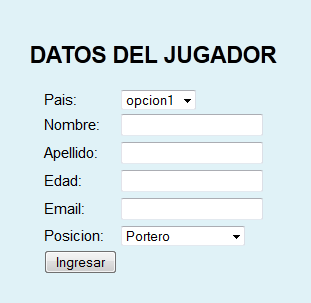 DATOS DEL JUGADOR
Pais: opcion1
Nombre:
Apellido:
Edad:
Email:
Posicion: Portero
Ingresar